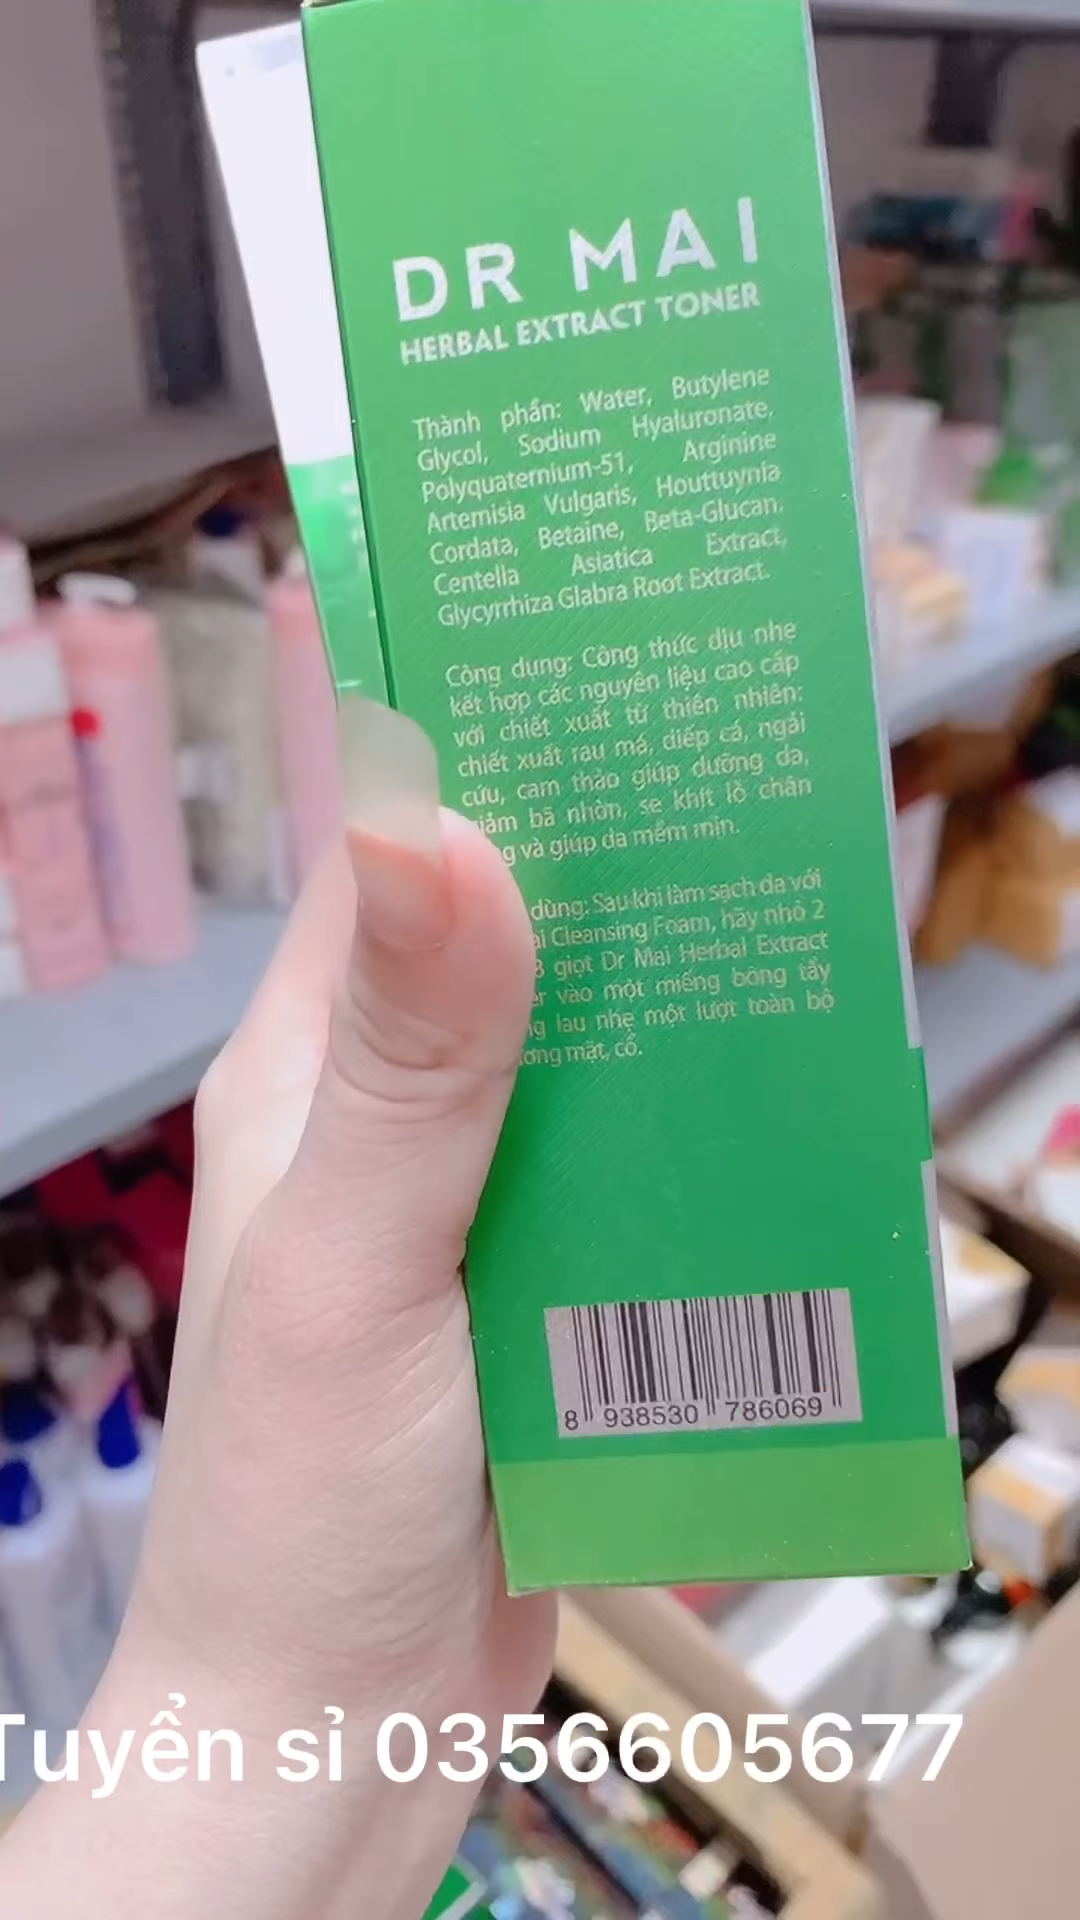 DR MAI
HERBAL EXTRACT TONER
Thành phần: Water, Butylene
Glycol, Sodium Hyaluronate,
Polyquaternium-51, Arginine
Artemisia Vulgaris, Houttuynia
Cordata, Betaine, Beta-Glucan,
Centella Asiatica Extract,
Glycyrrhiza Glabra Root Extract.
Công dụng: Công thức dịu nhẹ
kết hợp các nguyên liệu cao cấp
với chiết xuất từ thiên nhiên:
chiết xuất rau má, diếp cá, ngải
cứu, cam thảo giúp dưỡng da,
bã nhờn, se khít lỗ chân
và giúp da mềm mịn.
dùng: Sau khi làm sạch da với
Cleansing Foam, hãy nhỏ 2
giọt Dr Mai Herbal Extract
vào một miếng bông tẩy
lau nhẹ một lượt toàn bộ
mặt, cổ.
8 938530 786069
Tuyển sỉ 0356605677